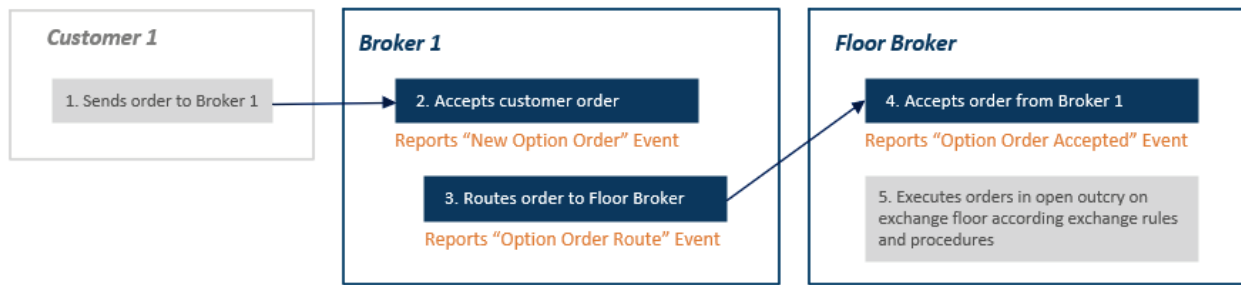 Customer 1
1. Sends order to Broker 1
Broker 1
2. Accepts customer order
Reports “New Option Order” Event
3. Routes order to Floor Broker
Reports “Option Order Route” Event
Floor Broker
4. Accepts order from Broker 1
Reports “Option Order Accepted” Event
5. Executes orders in open outcry on
exchange floor according exchange rules
and procedures